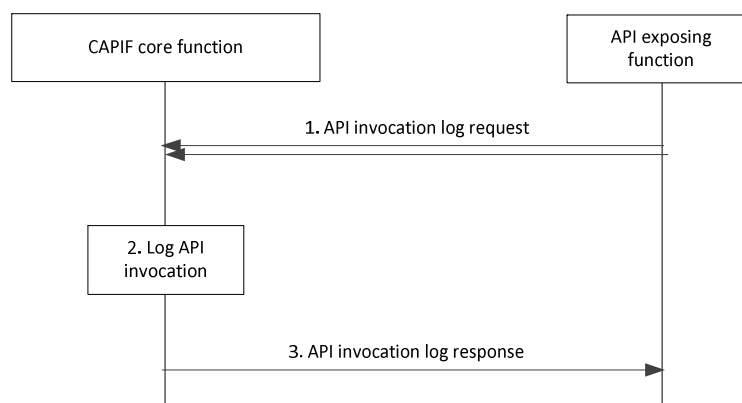 CAPIF core function
API exposing
function
1. API invocation log request
2. Log API
invocation
3. API invocation log response